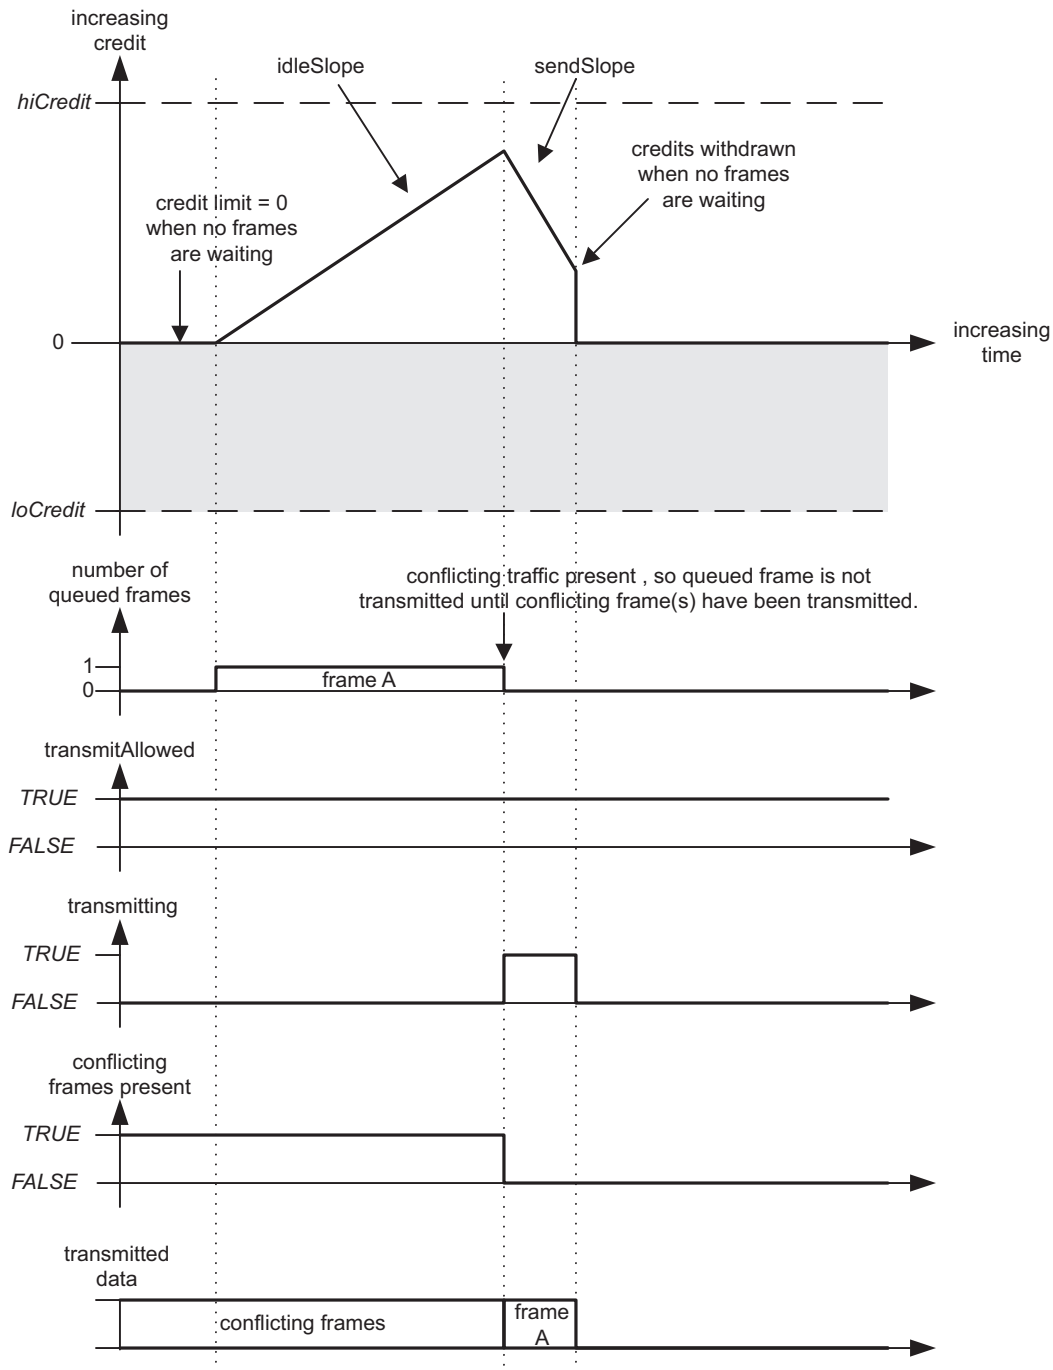 increasing
credit
idleSlope
sendSlope
hiCredit
credits withdrawn
when no frames
are waiting
credit limit = 0
when no frames
are waiting
0
increasing
time
loCredit
number of
queued frames
conflicting traffic present , so queued frame is not
transmitted until conflicting frame(s) have been transmitted.
1
frame A
0
transmitAllowed
TRUE
FALSE
transmitting
TRUE
FALSE
conflicting
frames present
TRUE
FALSE
transmitted
data
conflicting frames
frame
A